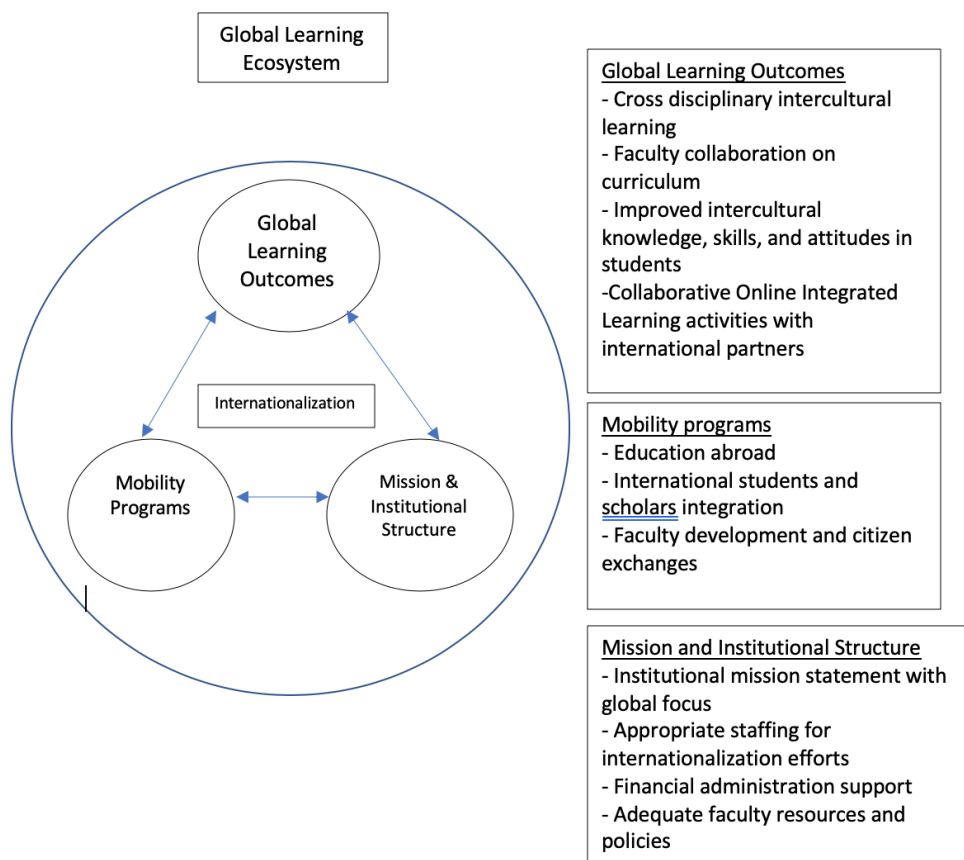 Global Learning
Ecosystem
Global
Learning
Outcomes
Internationalization
Mobility
Programs
Mission &
Institutional
Structure
Global Learning Outcomes
- Cross disciplinary intercultural
learning
- Faculty collaboration on
curriculum
- Improved intercultural
knowledge, skills, and attitudes in
students
-Collaborative Online Integrated
Learning activities with
international partners
Mobility programs
- Education abroad
- International students and
scholars integration
- Faculty development and citizen
exchanges
Mission and Institutional Structure
- Institutional mission statement with
global focus
- Appropriate staffing for
internationalization efforts
- Financial administration support
- Adequate faculty resources and
policies